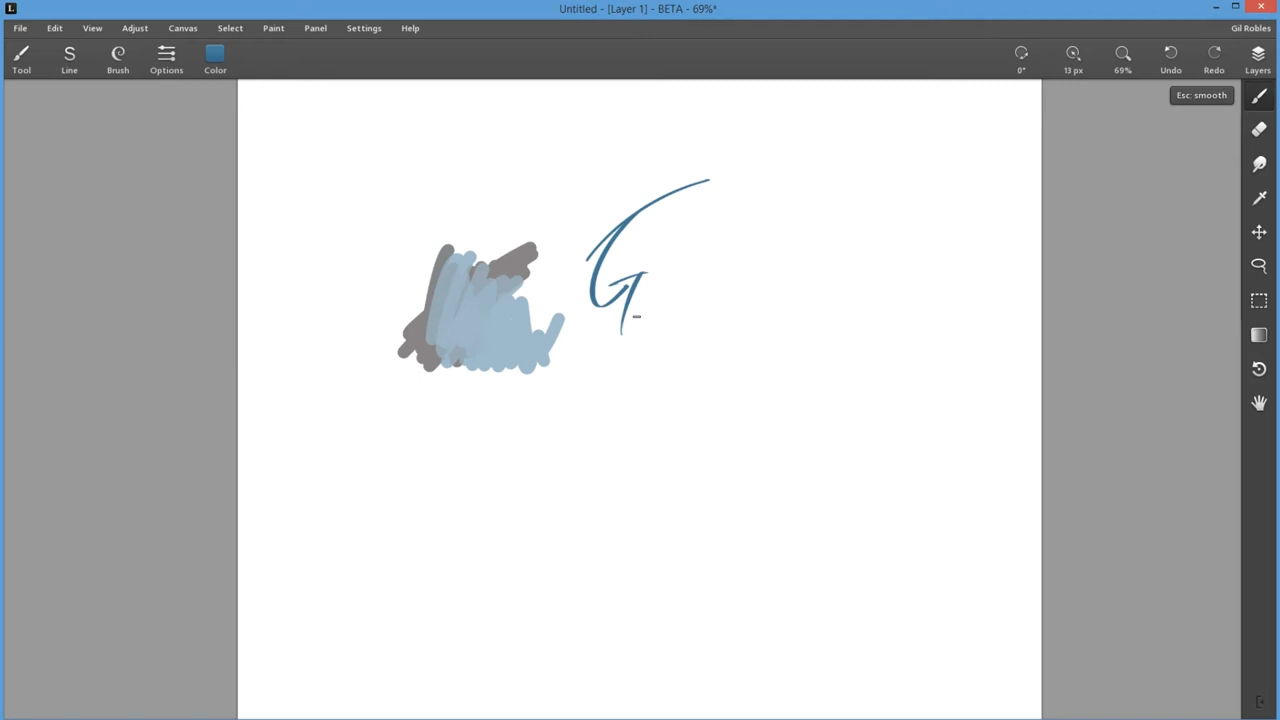 L Untitled - [Layer 1] - BETA - 69%*
File Edit View Adjust Canvas Select Paint Panel Settings Help Gil Robles
S
Tool Line Brush Options Color 0° 13 px 69% Undo Redo Layers
Esc: smooth
G